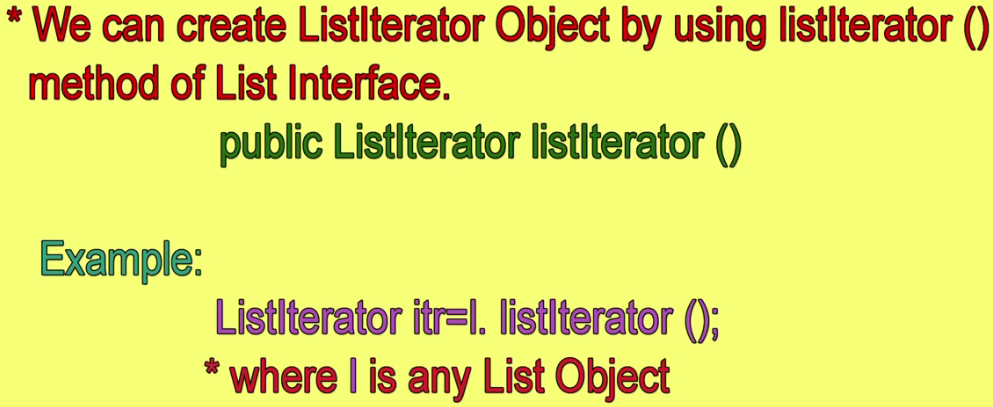 * We can create ListIterator Object by using listIterator ()
method of List Interface.
public ListIterator listIterator ()
Example:
ListIterator itr=l. listIterator ();
* where l is any List Object